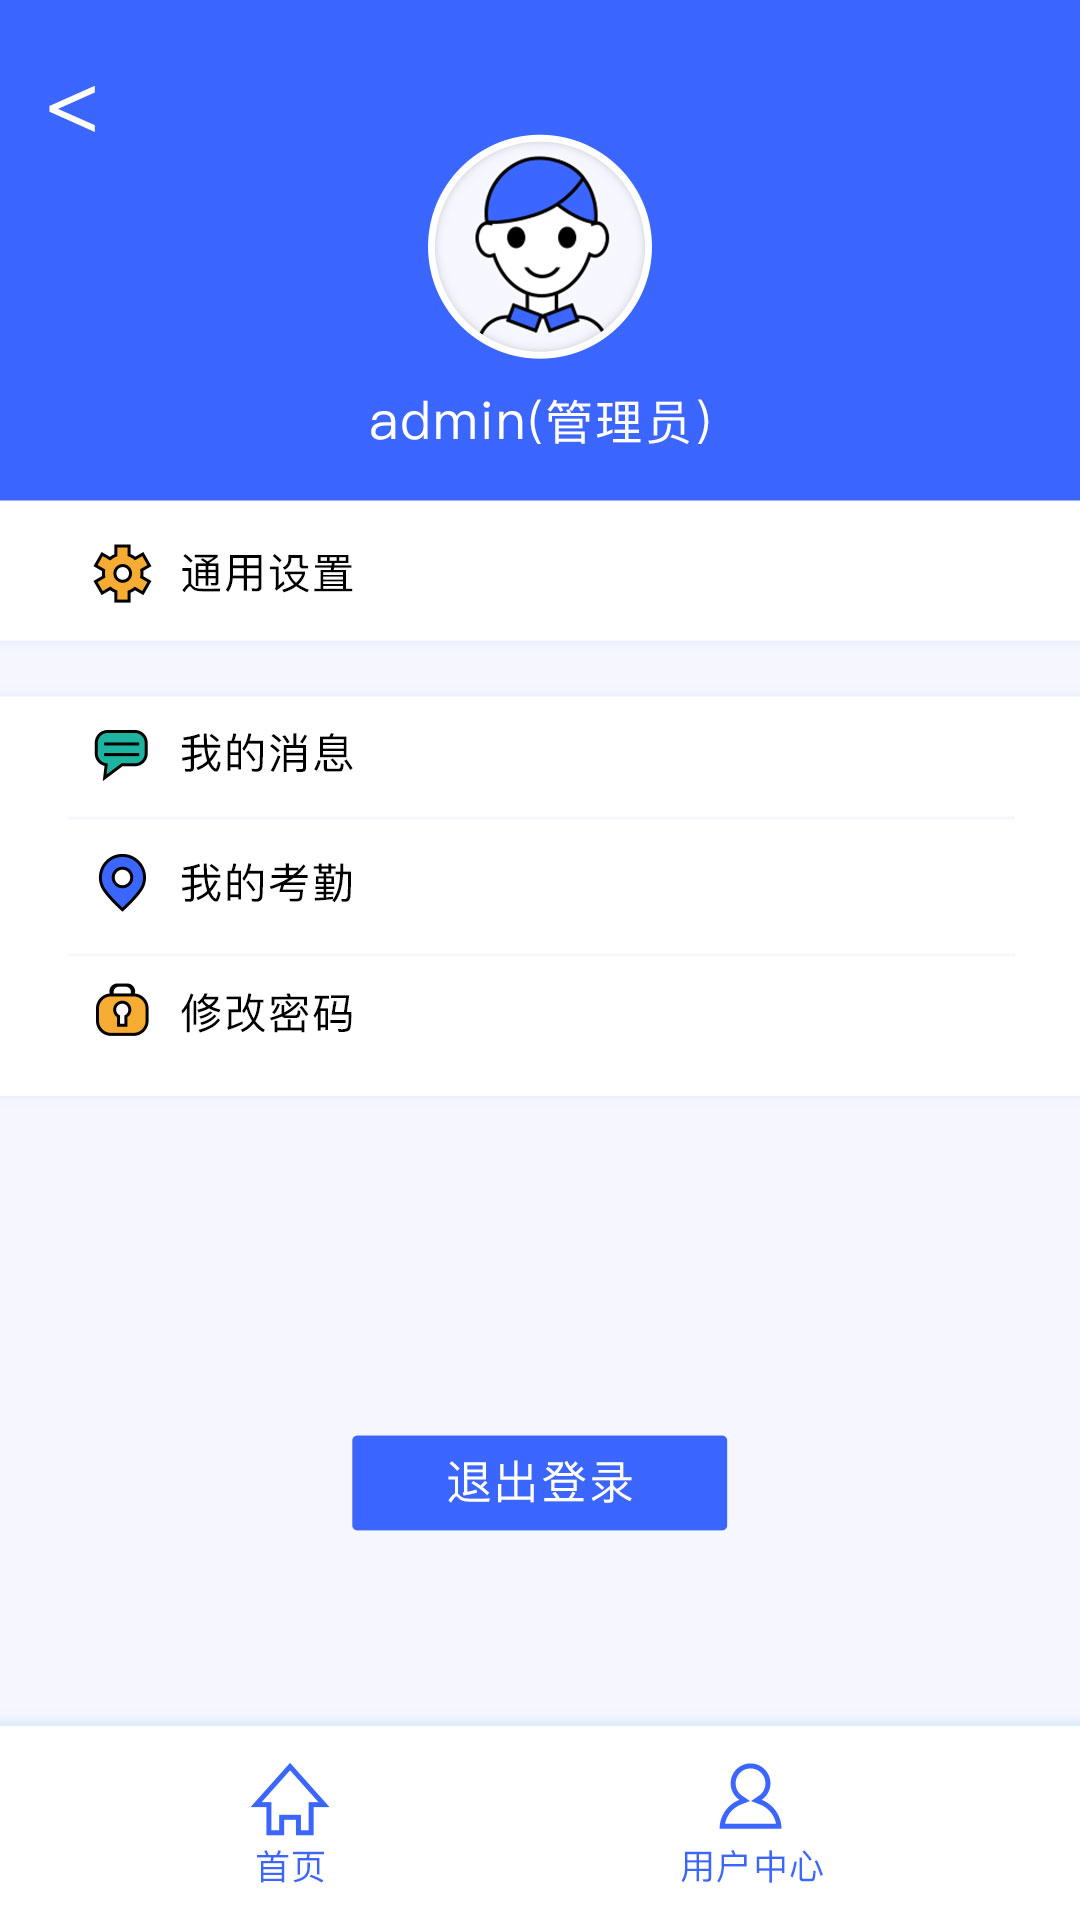 <
admin(管理员)
通用设置
我的消息
我的考勤
修改密码
退出登录
首页
用户中心